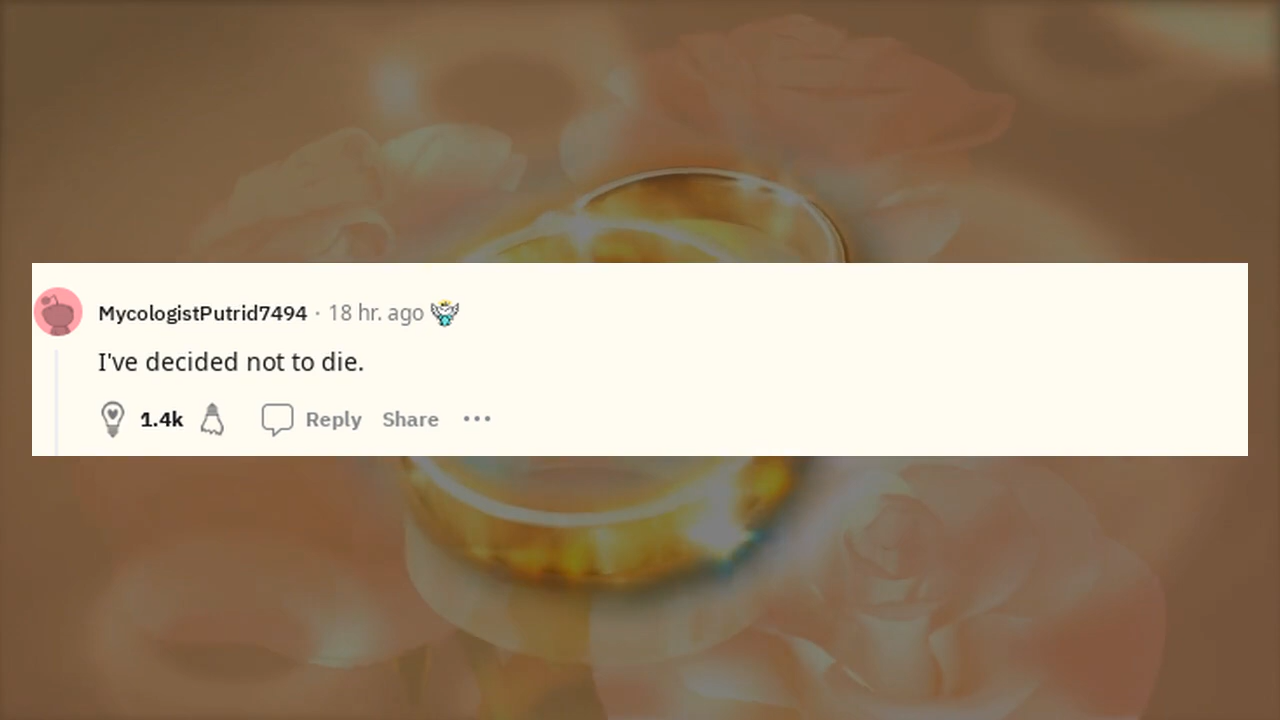 MycologistPutrid7494 · 18 hr. ago
I've decided not to die.
1.4k Reply Share ···